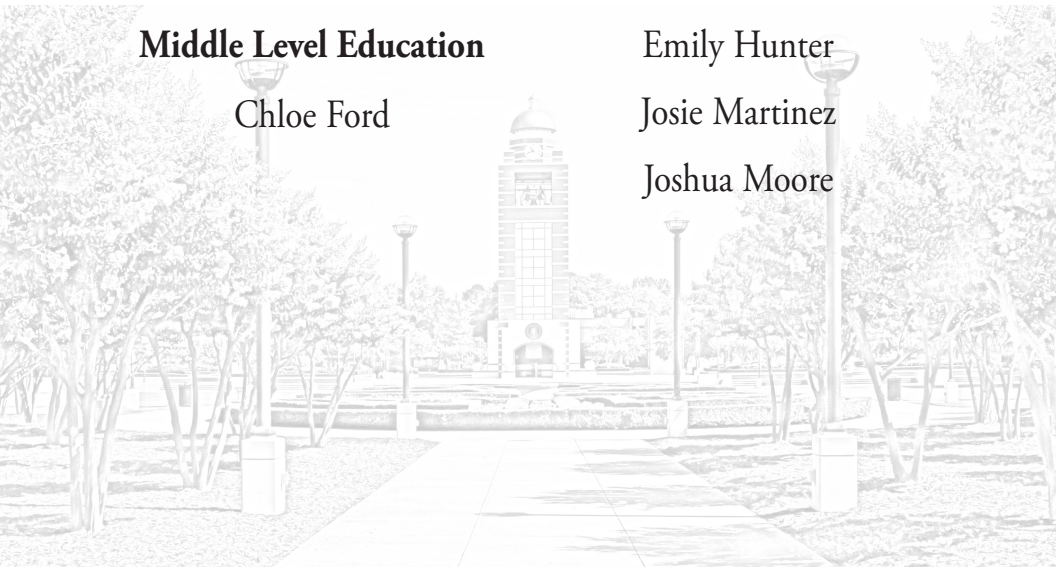 Middle Level Education
Chloe Ford
Emily Hunter
Josie Martinez
Joshua Moore